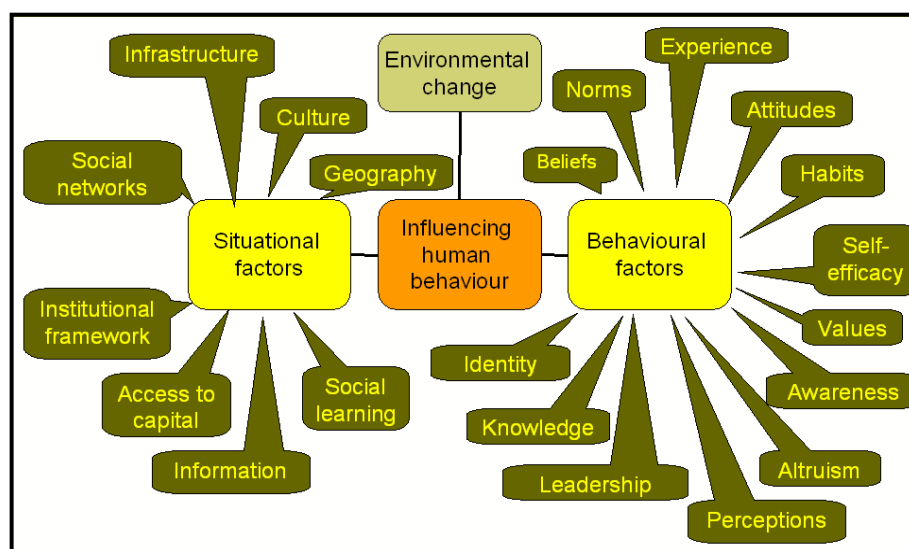 Infrastructure
Environmental
change
Experience
Norms
Attitudes
Culture
Social
networks
Geography
Beliefs
Habits
Situational
factors
Influencing
human
behaviour
Behavioural
factors
Self-
efficacy
Institutional
framework
Values
Identity
Access to
capital
Social
learning
Awareness
Knowledge
Information
Leadership
Altruism
Perceptions